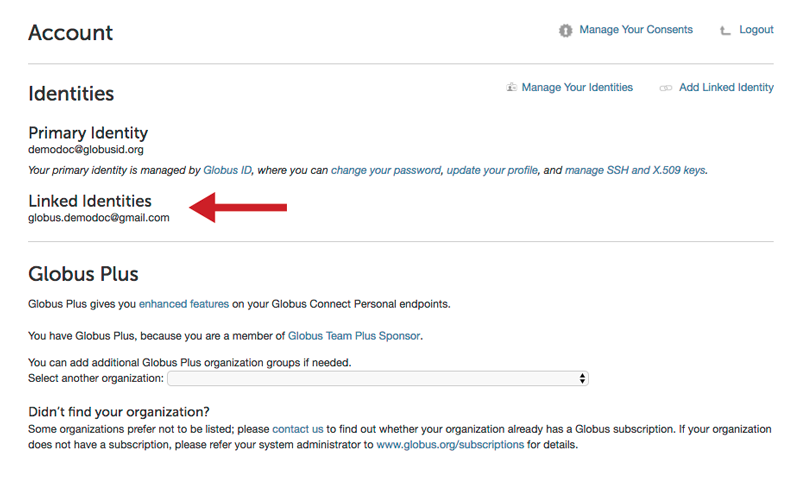 Account
Manage Your Consents
Logout
Identities
Manage Your Identities
Add Linked Identity
Primary Identity
demodoc@globusid.org
Your primary identity is managed by Globus ID, where you can change your password, update your profile, and manage SSH and X.509 keys.
Linked Identities
globus.demodoc@gmail.com
Globus Plus
Globus Plus gives you enhanced features on your Globus Connect Personal endpoints.
You have Globus Plus, because you are a member of Globus Team Plus Sponsor.
You can add additional Globus Plus organization groups if needed.
Select another organization:
Didn't find your organization?
Some organizations prefer not to be listed; please contact us to find out whether your organization already has a Globus subscription. If your organization
does not have a subscription, please refer your system administrator to www.globus.org/subscriptions for details.